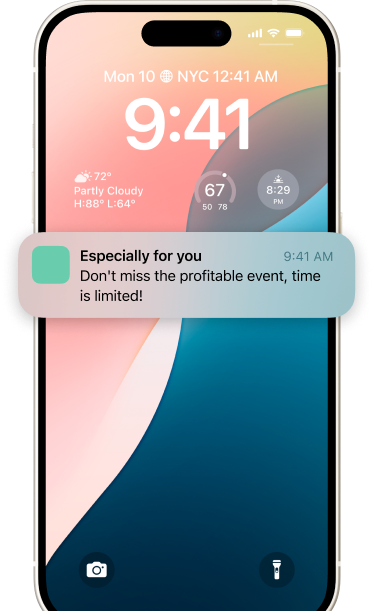 Mon 10 NYC 12:41 AM
9:41
72°
Partly Cloudy
H:88° L:64°
67
50 78
8:29
PM
Especially for you 9:41 AM
Don't miss the profitable event, time
is limited!